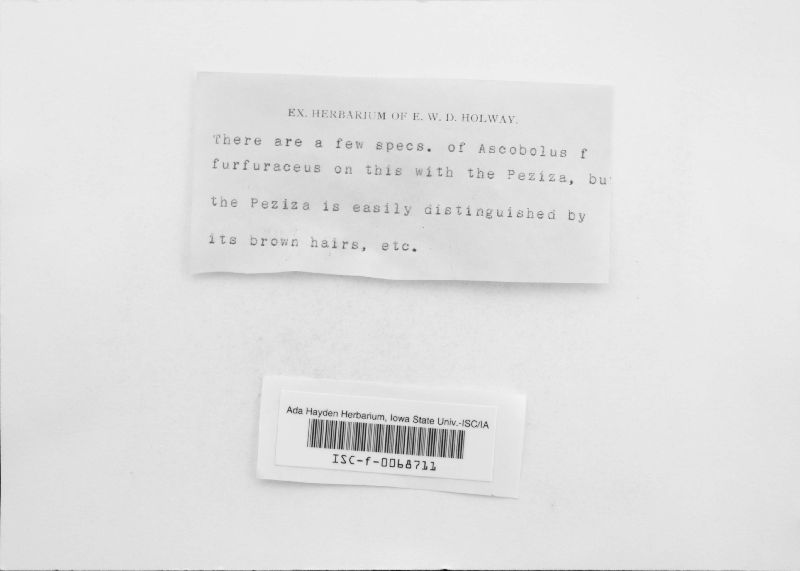 EX. HERBARIUM OF E. W. D. HOLWAY.
There are a few specs. of Ascobolus f
furfuraceus on this with the Peziza, bu
the Peziza is easily distinguished by
its brown hairs, etc.
Ada Hayden Herbarium, Iowa State Univ.-ISC/IA
ISC-f-0068711